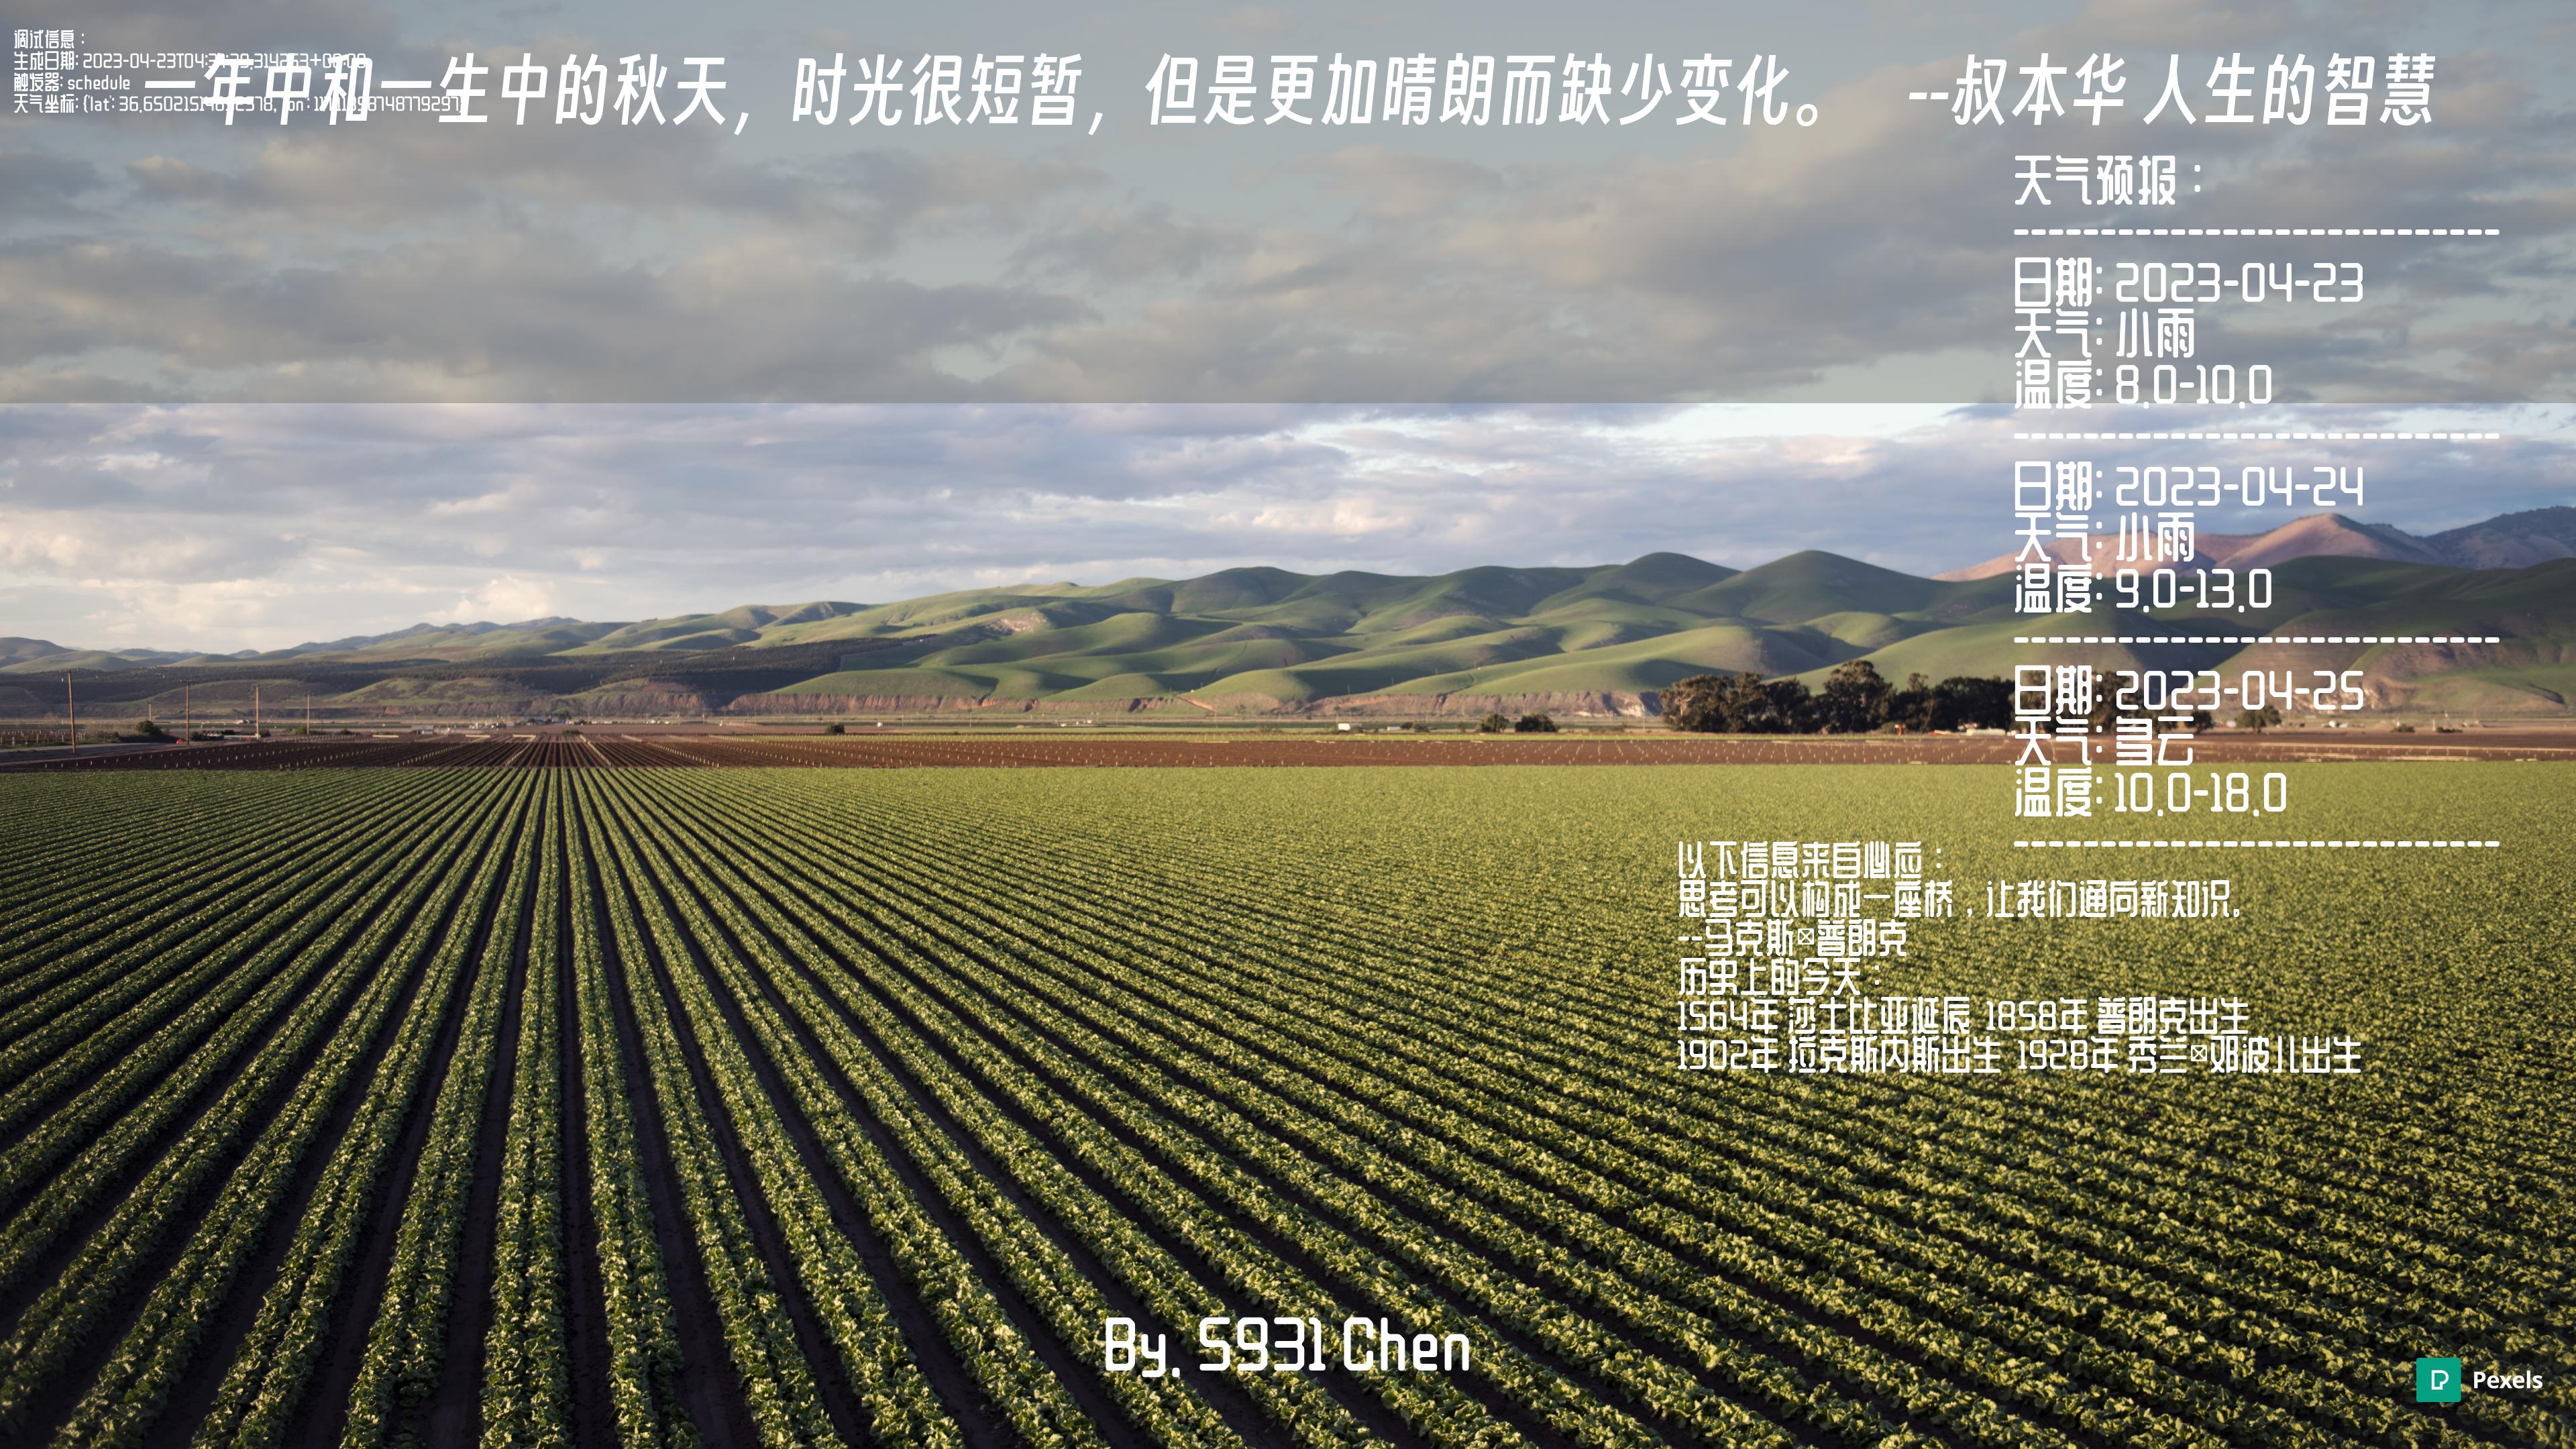 调试信息：
生成日期: 2023-04-23T04:
触发器: schedule
天气坐标: {'lat': 36.6502151
一年中和一生中的秋天，时光很短暂，但是更加晴朗而缺少变化。 --叔本华 人生的智慧
天气预报：
----------------------------
日期: 2023-04-23
天气: 小雨
温度: 8.0-10.0
----------------------------
日期: 2023-04-24
天气: 小雨
温度: 9.0-13.0
----------------------------
日期: 2023-04-25
天气: 多云
温度: 10.0-18.0
----------------------------
以下信息来自必应：
思考可以构成一座桥，让我们通向新知识。
--马克斯普朗克
历史上的今天：
1564年 莎士比亚诞辰 1858年 普朗克出生
1902年 拉克斯内斯出生 1928年 秀兰邓波儿出生
By. S931 Chen
Pexels